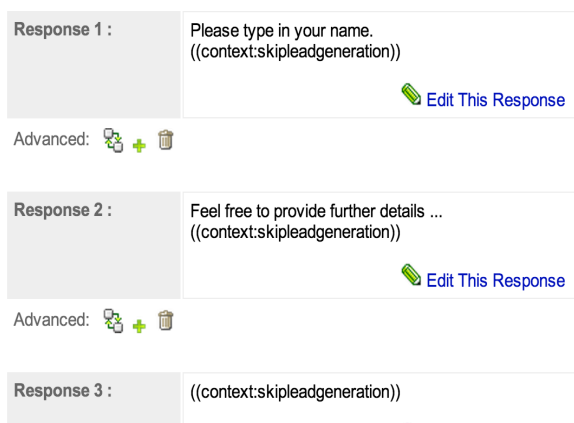 Response 1 :
Please type in your name.
((context:skipleadgeneration))
Edit This Response
Advanced:
Response 2 :
Feel free to provide further details ...
((context:skipleadgeneration))
Edit This Response
Advanced:
Response 3 :
((context:skipleadgeneration))